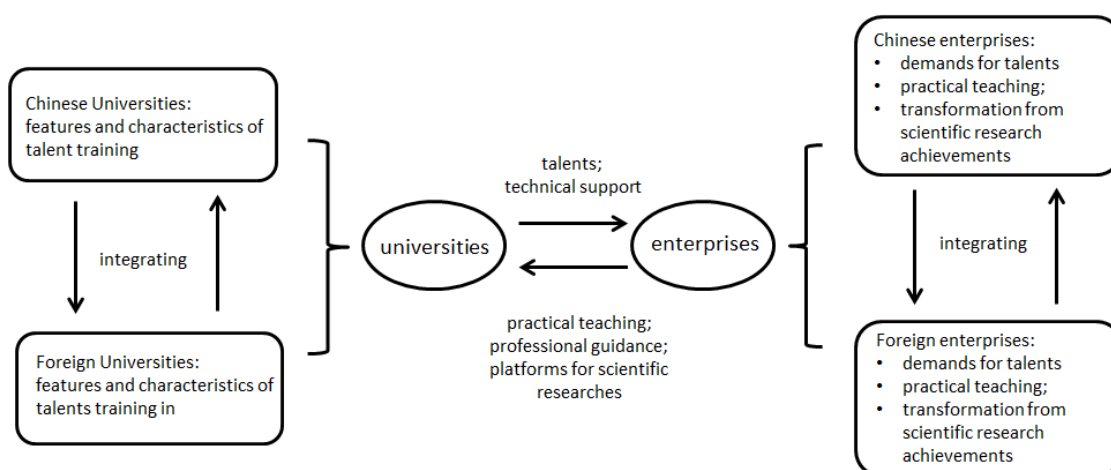 Chinese Universities:
features and characteristics of
talent training
integrating
Foreign Universities:
features and characteristics of
talents training in
universities
talents;
technical support
practical teaching;
professional guidance;
platforms for scientific
researches
enterprises
Chinese enterprises:
• demands for talents
• practical teaching;
• transformation from
scientific research
achievements
integrating
Foreign enterprises:
• demands for talents
• practical teaching;
• transformation from
scientific research
achievements